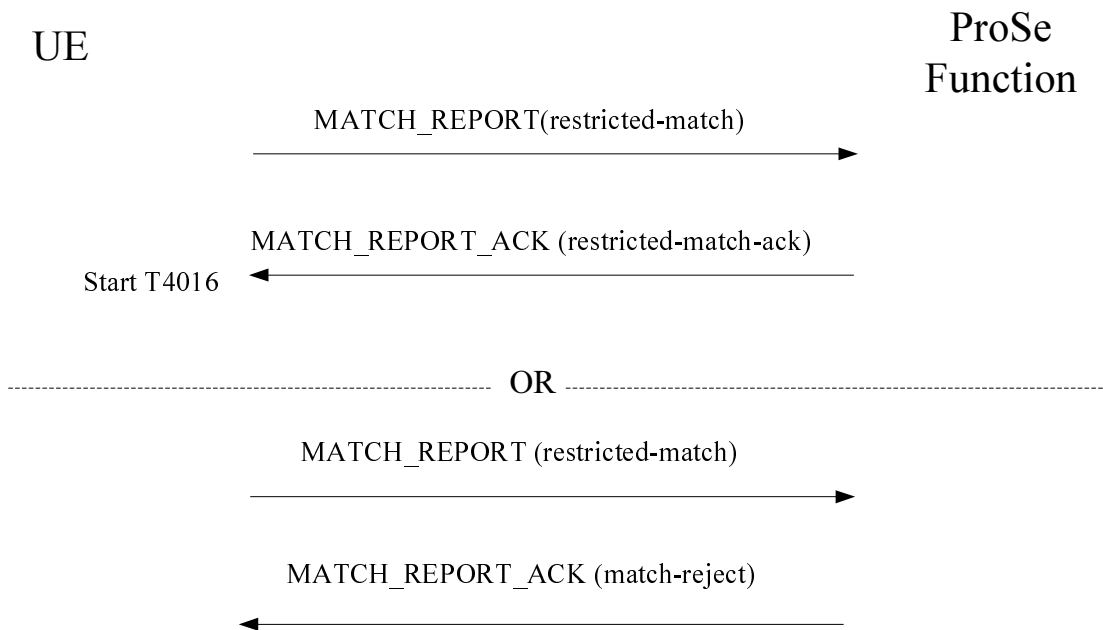 UE
ProSe
Function
MATCH_REPORT(restricted-match)
MATCH_REPORT_ACK (restricted-match-ack)
Start T4016
OR
MATCH_REPORT (restricted-match)
MATCH_REPORT_ACK (match-reject)